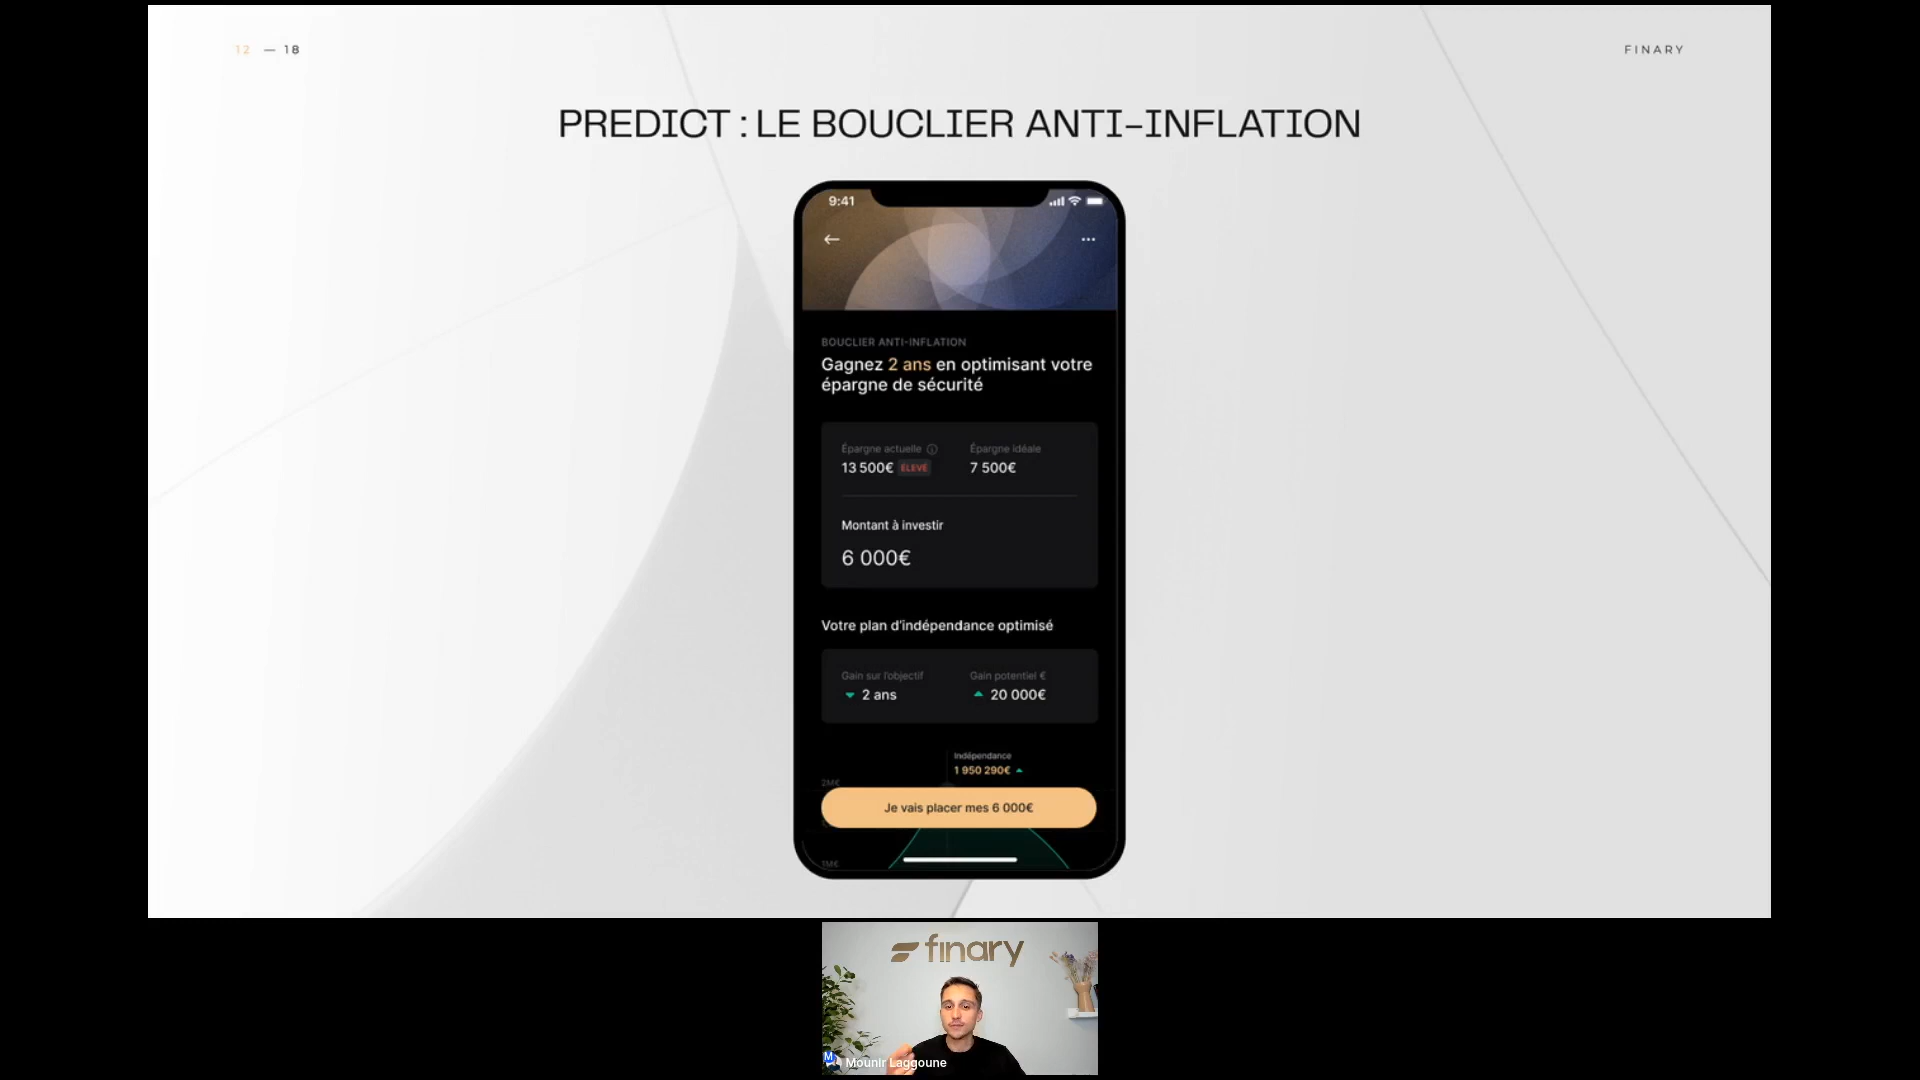 12 — 18
FINARY
PREDICT : LE BOUCLIER ANTI-INFLATION
9:41
BOUCLIER ANTI-INFLATION
Gagnez 2 ans en optimisant votre
épargne de sécurité
Épargne actuelle
Épargne idéale
13 500€ ÉLEVÉ
7 500€
Montant à investir
6 000€
Votre plan d'indépendance optimisé
Gain sur l'objectif
Gain potentiel €
2 ans
20 000€
Indépendance
1 950 290€
2M€
Je vais placer mes 6 000€
1M€
finary
M
Mounir Laggoune